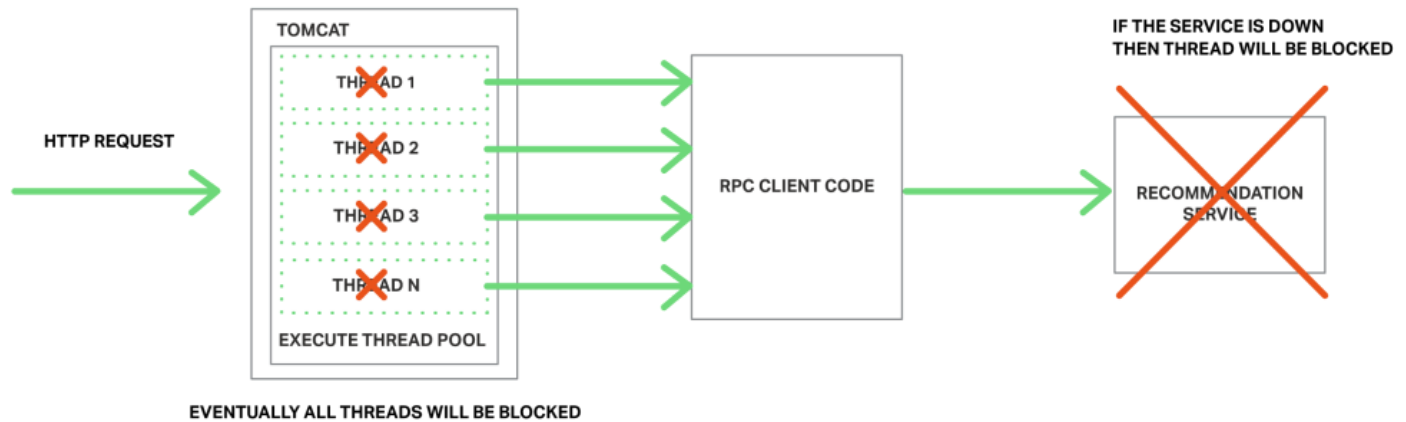 TOMCAT
IF THE SERVICE IS DOWN
THEN THREAD WILL BE BLOCKED
HTTP REQUEST
THREAD 1
THREAD 2
THREAD 3
THREAD N
EXECUTE THREAD POOL
RPC CLIENT CODE
RECOMMENDATION
SERVICE
EVENTUALLY ALL THREADS WILL BE BLOCKED